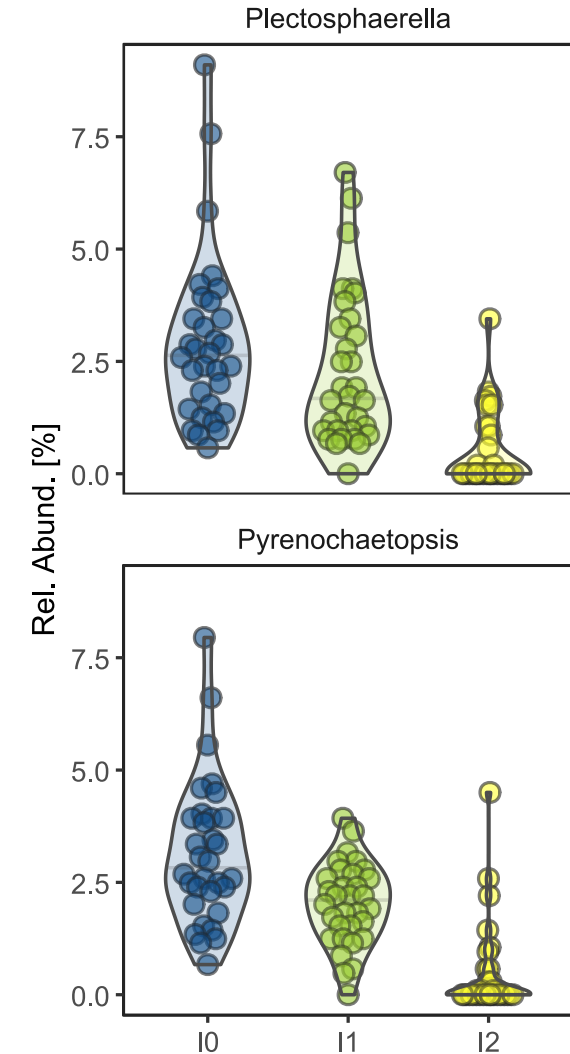 Plectosphaerella
7.5
5.0
2.5
0.0
Rel. Abund. [%]
Pyrenochaetopsis
7.5
5.0
2.5
0.0
I0
I1
I2